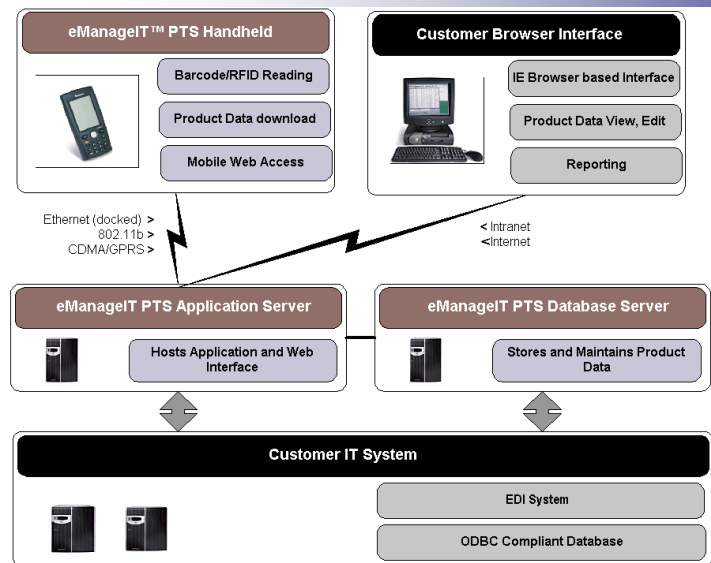 eManageIT™ PTS Handheld
Barcode/RFID Reading
Product Data download
Mobile Web Access
Customer Browser Interface
IE Browser based Interface
Product Data View, Edit
Reporting
Ethernet (docked) >
802.11b >
CDMA/GPRS >
< Intranet
<Internet
eManageIT PTS Application Server
Hosts Application and Web
Interface
eManageIT PTS Database Server
Stores and Maintains Product
Data
Customer IT System
EDI System
ODBC Compliant Database